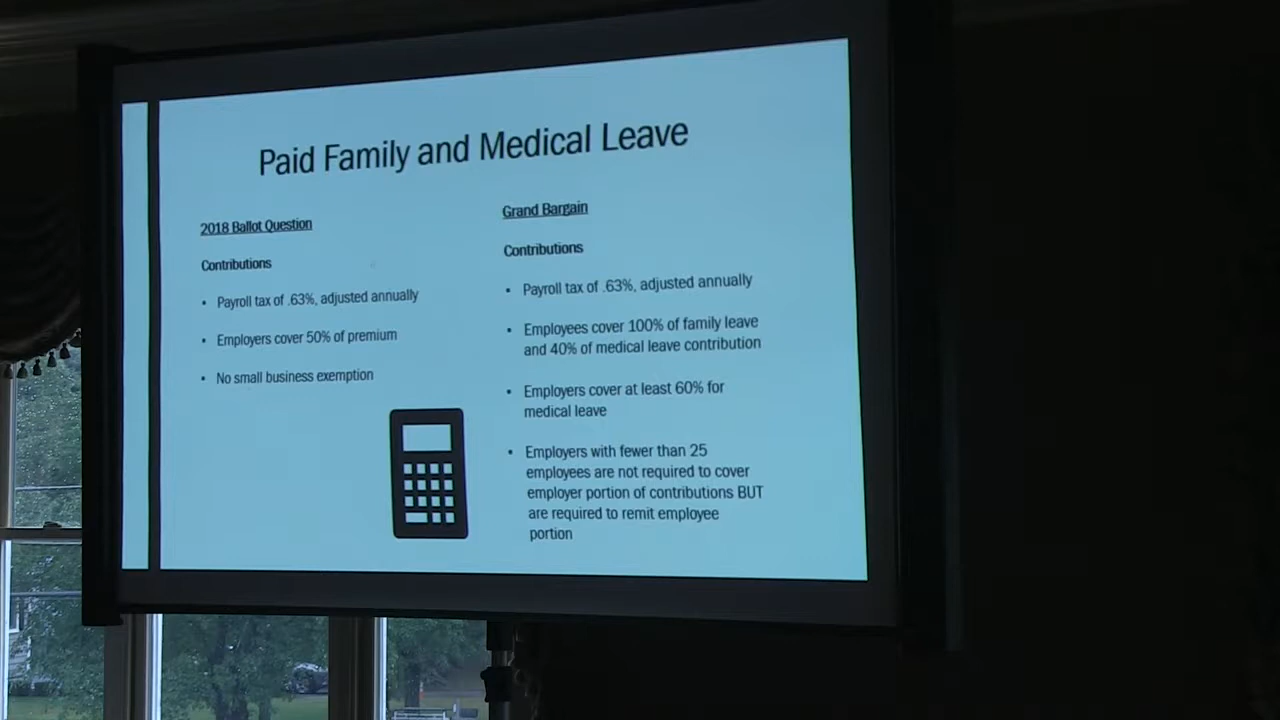 Paid Family and Medical Leave
2018 Ballot Question
Contributions
• Payroll tax of .63%, adjusted annually
• Employers cover 50% of premium
• No small business exemption
Grand Bargain
Contributions
• Payroll tax of .63%, adjusted annually
• Employees cover 100% of family leave
and 40% of medical leave contribution
• Employers cover at least 60% for
medical leave
• Employers with fewer than 25
employees are not required to cover
employer portion of contributions BUT
are required to remit employee
portion